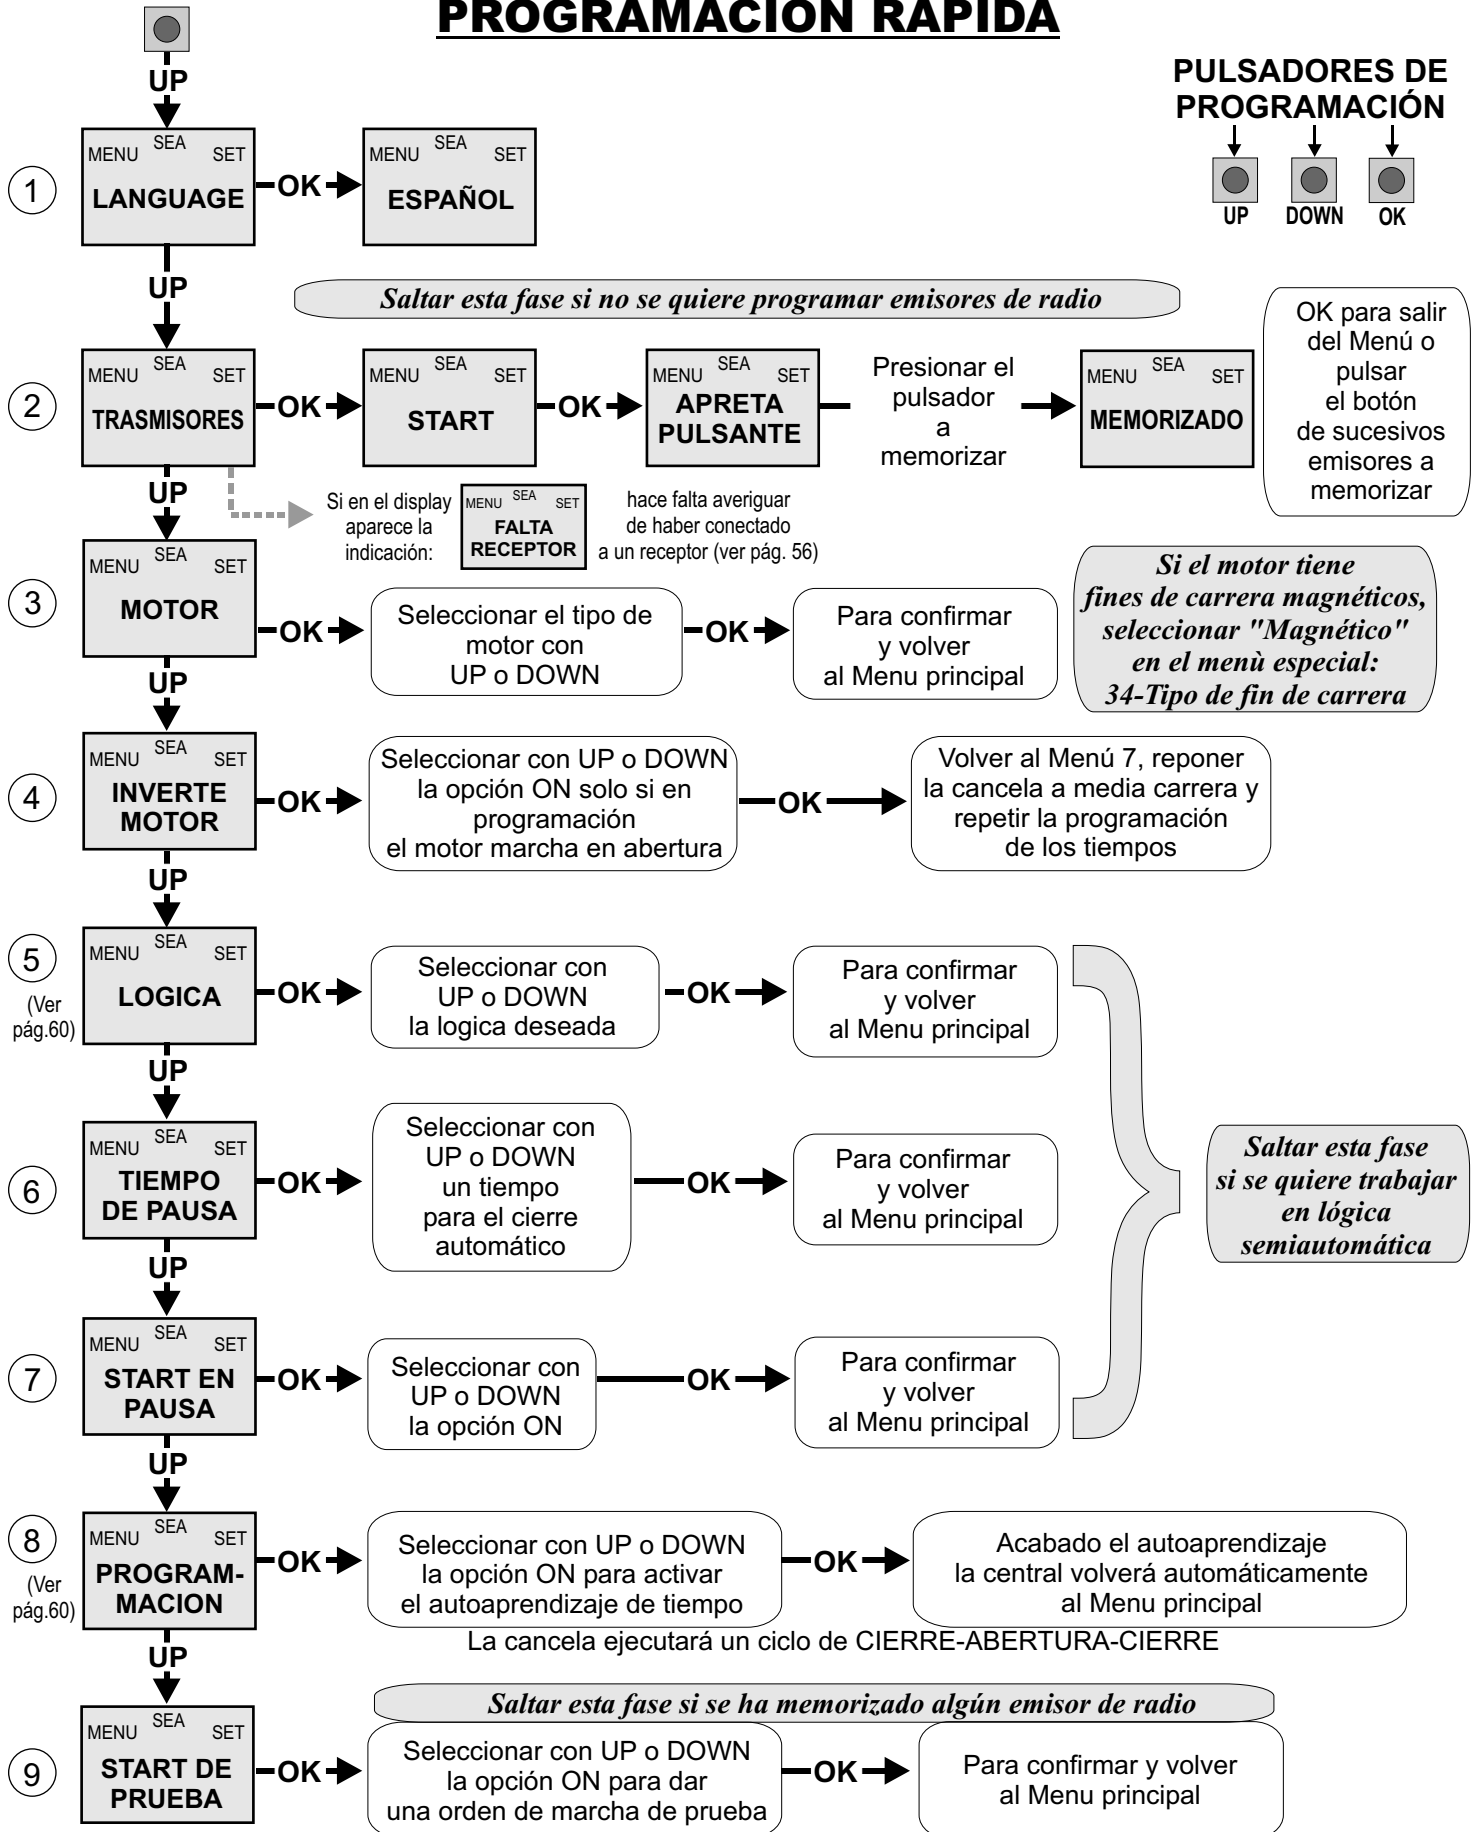 PROGRAMACIÓN RÁPIDA
UP
PULSADORES DE
PROGRAMACIÓN
UP DOWN OK
1
MENU SEA SET
LANGUAGE
OK
MENU SEA SET
ESPAÑOL
UP
Saltar esta fase si no se quiere programar emisores de radio
2
MENU SEA SET
TRASMISORES
OK
MENU SEA SET
START
OK
MENU SEA SET
APRETA
PULSANTE
Presionar el
pulsador
a
memorizar
MENU SEA SET
MEMORIZADO
OK para salir
del Menú o
pulsar
el botón
de sucesivos
emisores a
memorizar
UP
Si en el display
aparece la
indicación:
MENU SEA SET
FALTA
RECEPTOR
hace falta averiguar
de haber conectado
a un receptor (ver pág. 56)
3
MENU SEA SET
MOTOR
OK
Seleccionar el tipo de
motor con
UP o DOWN
OK
Para confirmar
y volver
al Menu principal
Si el motor tiene
fines de carrera magnéticos,
seleccionar "Magnético"
en el menù especial:
34-Tipo de fin de carrera
UP
4
MENU SEA SET
INVERTE
MOTOR
OK
Seleccionar con UP o DOWN
la opción ON solo si en
programación
el motor marcha en abertura
OK
Volver al Menú 7, reponer
la cancela a media carrera y
repetir la programación
de los tiempos
UP
5
(Ver
pág.60)
MENU SEA SET
LOGICA
OK
Seleccionar con
UP o DOWN
la logica deseada
OK
Para confirmar
y volver
al Menu principal
UP
6
MENU SEA SET
TIEMPO
DE PAUSA
OK
Seleccionar con
UP o DOWN
un tiempo
para el cierre
automático
OK
Para confirmar
y volver
al Menu principal
Saltar esta fase
si se quiere trabajar
en lógica
semiautomática
UP
7
MENU SEA SET
START EN
PAUSA
OK
Seleccionar con
UP o DOWN
la opción ON
OK
Para confirmar
y volver
al Menu principal
UP
8
(Ver
pág.60)
MENU SEA SET
PROGRAM-
MACION
OK
Seleccionar con UP o DOWN
la opción ON para activar
el autoaprendizaje de tiempo
OK
Acabado el autoaprendizaje
la central volverá automáticamente
al Menu principal
La cancela ejecutará un ciclo de CIERRE-ABERTURA-CIERRE
UP
Saltar esta fase si se ha memorizado algún emisor de radio
9
MENU SEA SET
START DE
PRUEBA
OK
Seleccionar con UP o DOWN
la opción ON para dar
una orden de marcha de prueba
OK
Para confirmar y volver
al Menu principal